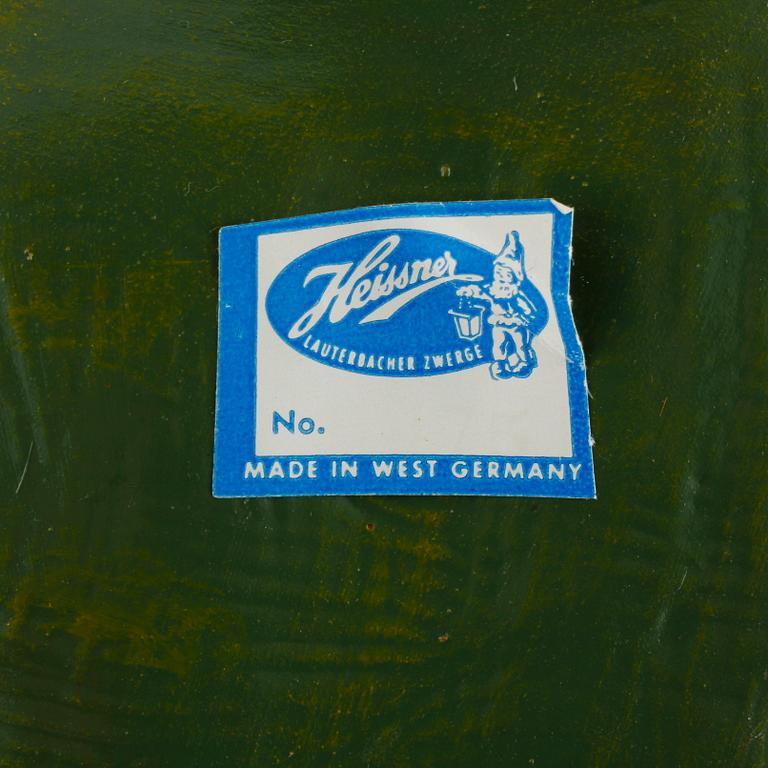 Heissner
LAUTERBACHER ZWERGE
No.
MADE IN WEST GERMANY